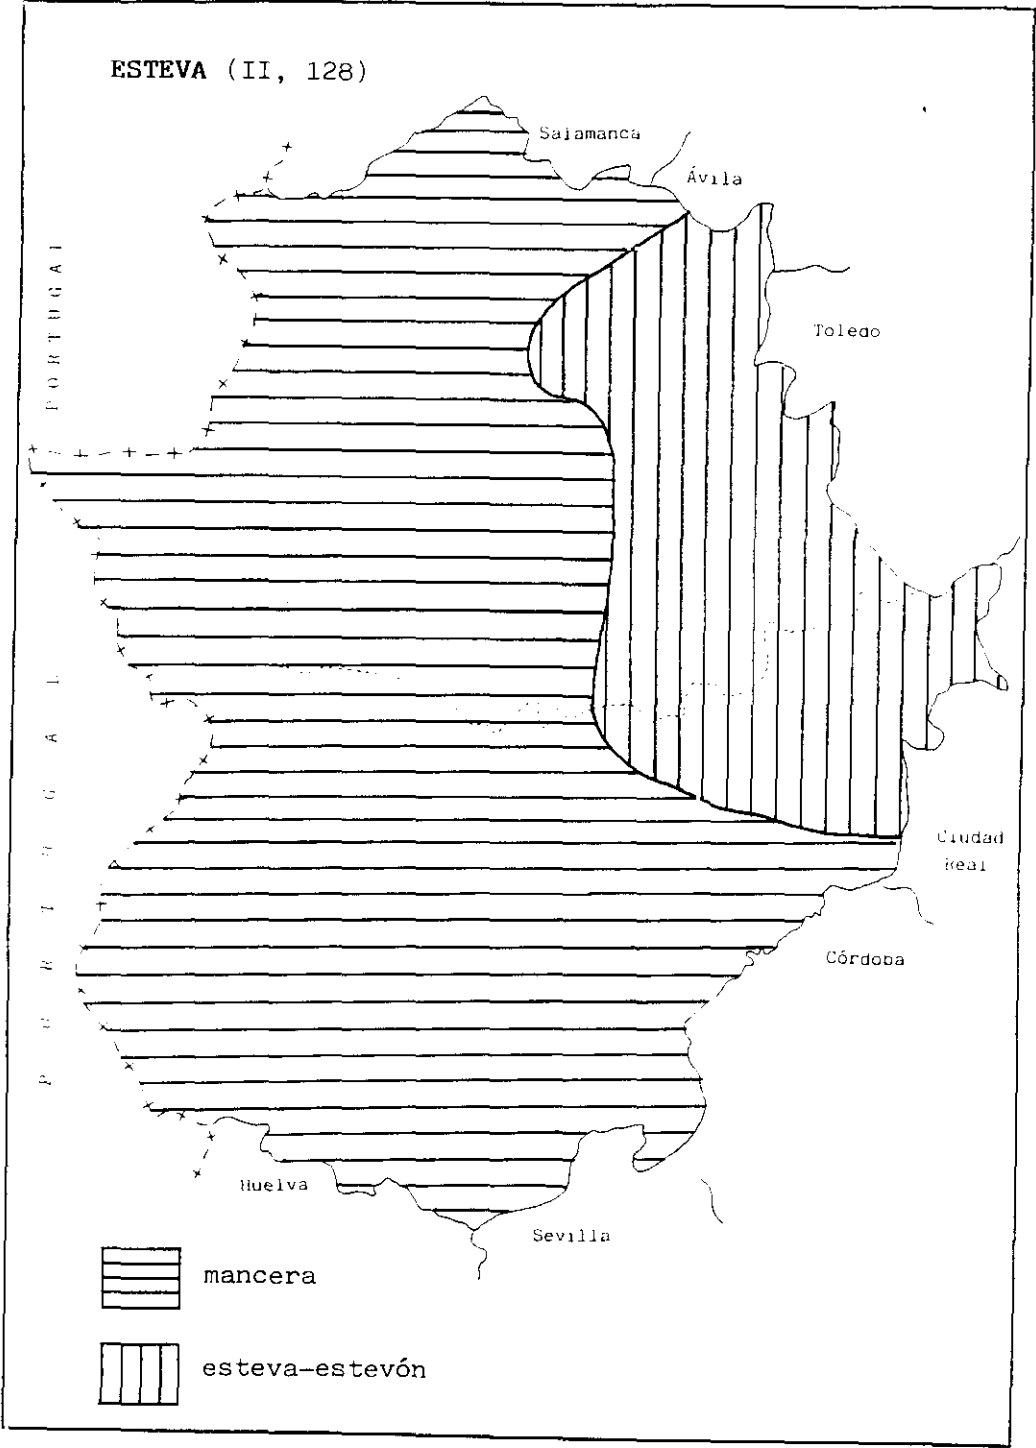 ESTEVA (II, 128)
Salamanca
Ávila
PORTUGAL
Toledo
PORTUGAL
Ciudad
Real
Córdoba
Huelva
Sevilla
mancera
esteva-estevón